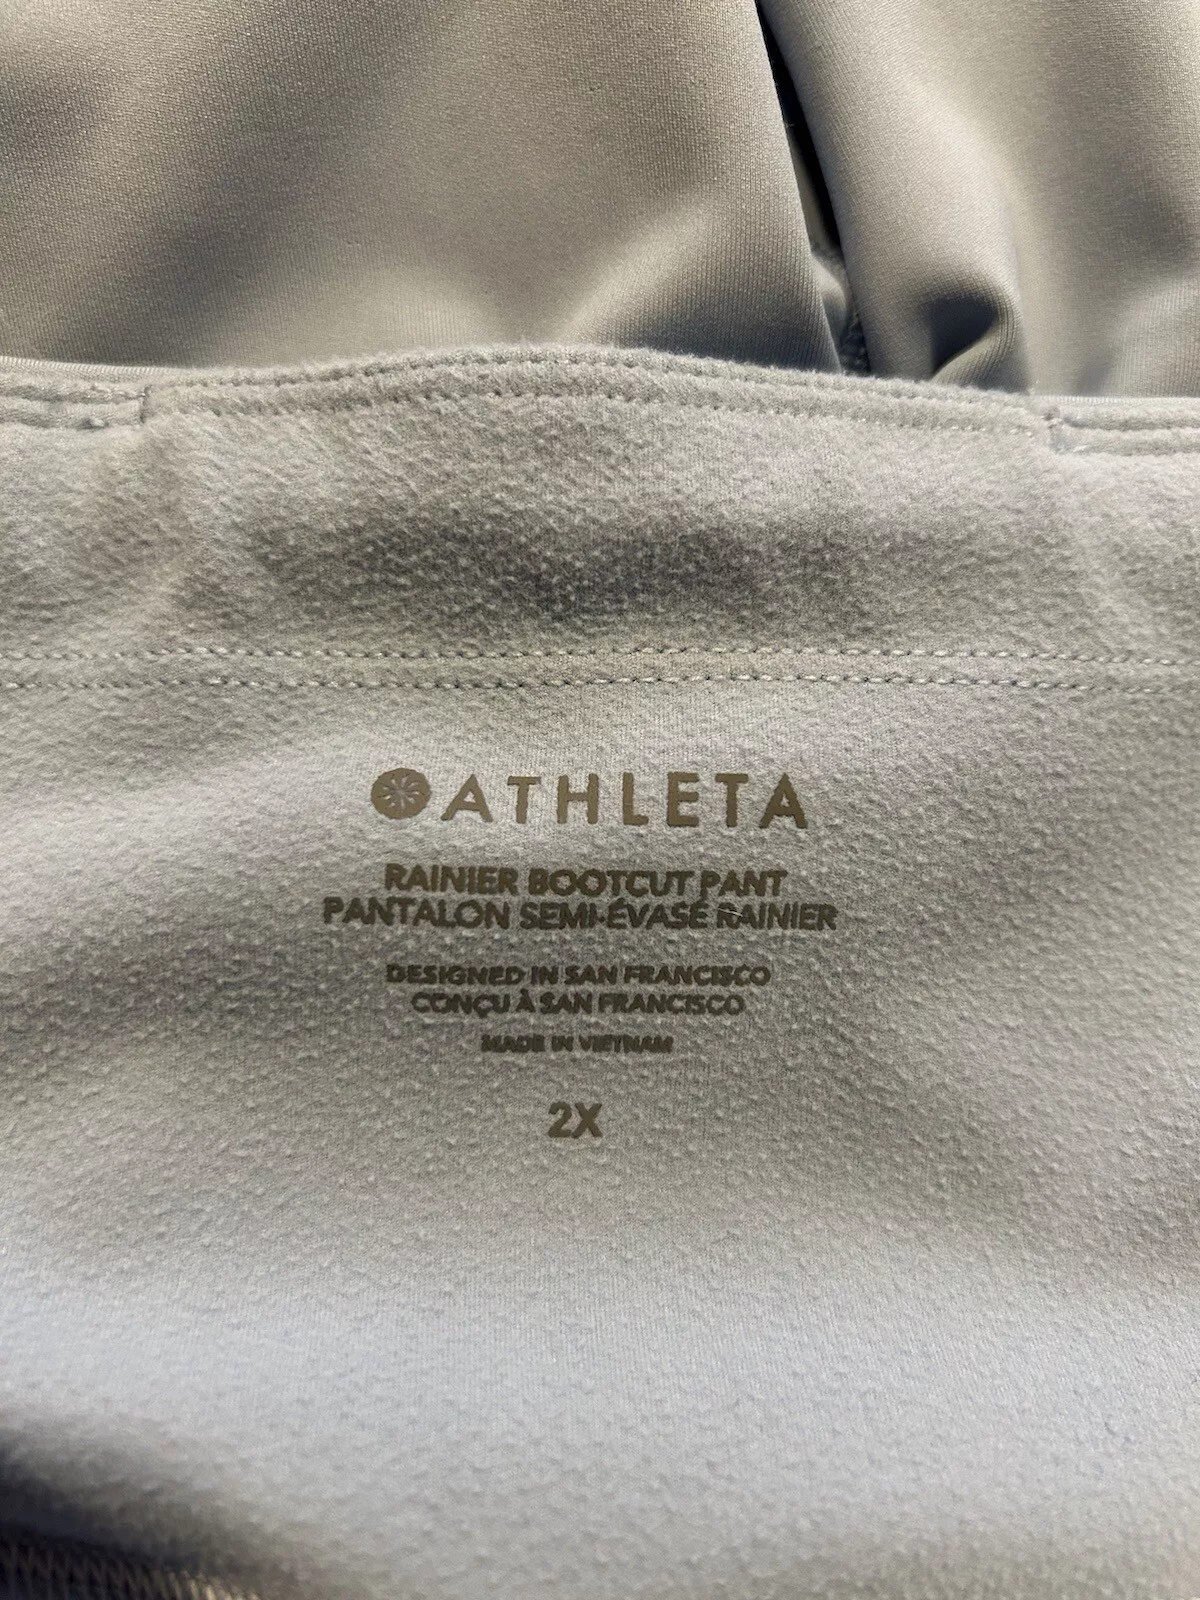 ATHLETA
RAINIER BOOTCUT PANT
PANTALON SEMI-ÉVASÉ RAINIER
DESIGNED IN SAN FRANCISCO
CONÇU À SAN FRANCISCO
MADE IN VIETNAM
2X